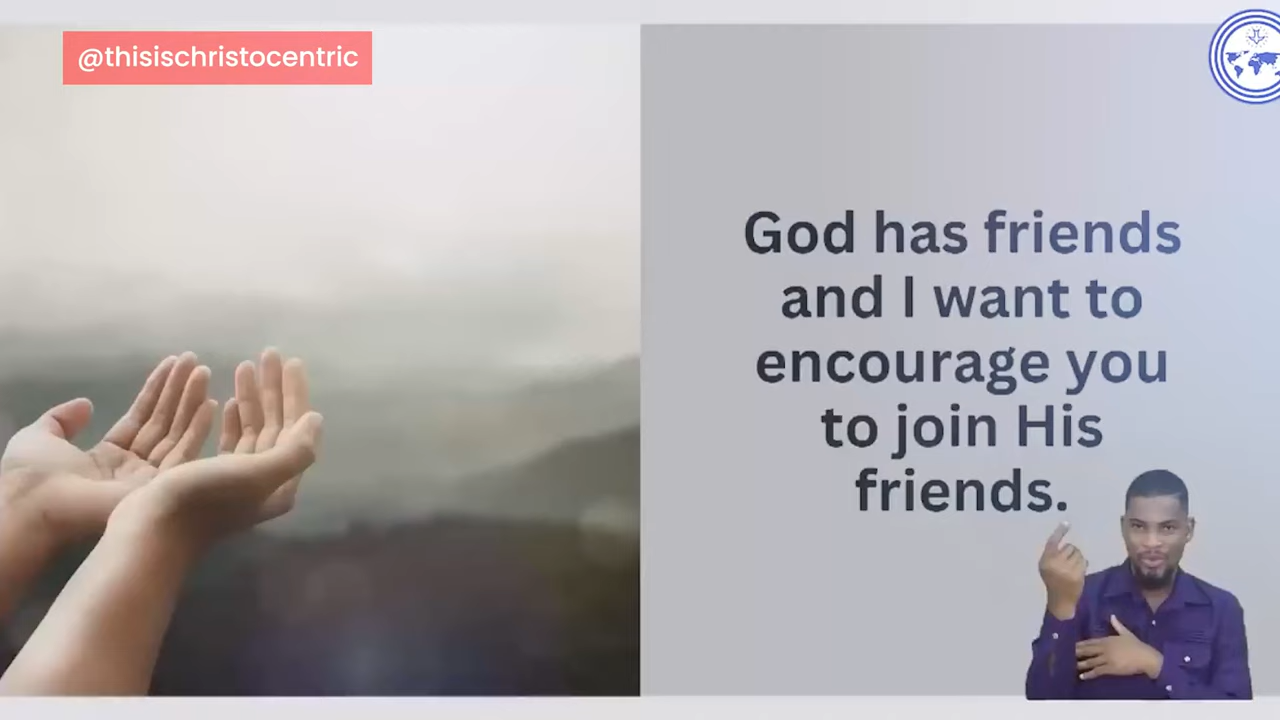 @thisischristocentric
God has friends
and I want to
encourage you
to join His
friends.